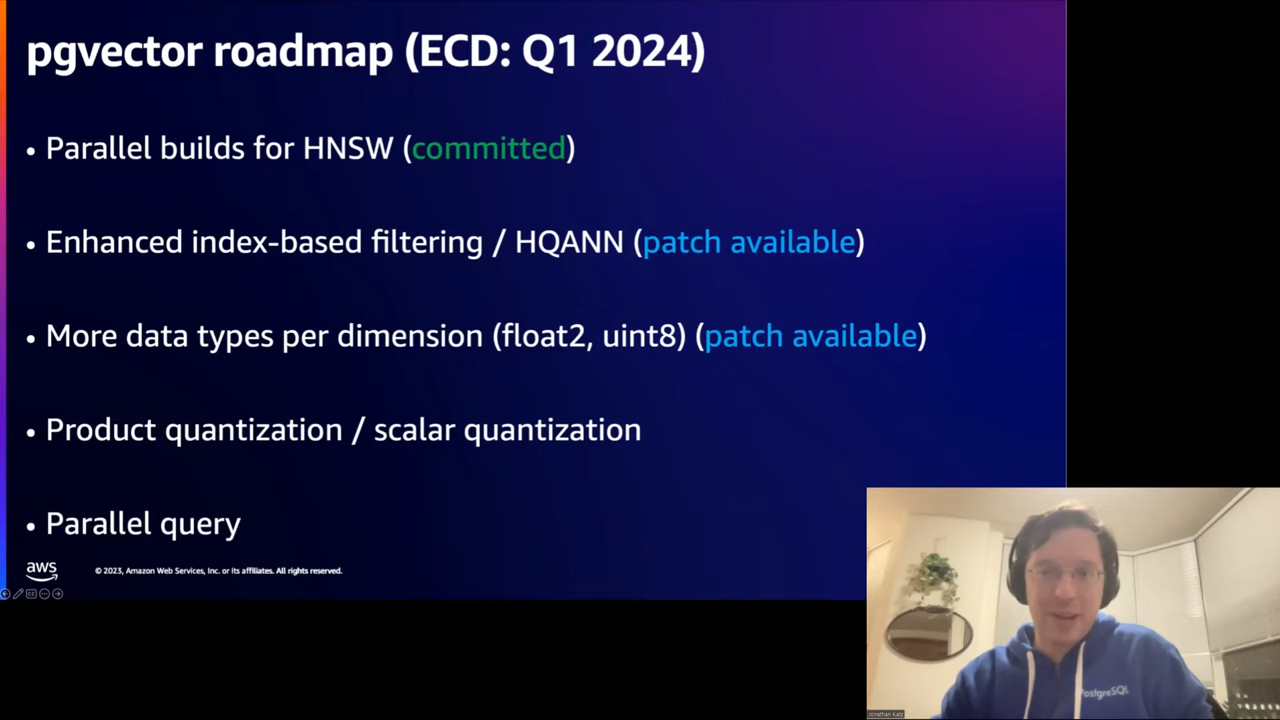 pgvector roadmap (ECD: Q1 2024)
• Parallel builds for HNSW (committed)
• Enhanced index-based filtering / HQANN (patch available)
• More data types per dimension (float2, uint8) (patch available)
• Product quantization / scalar quantization
• Parallel query
aws
© 2023, Amazon Web Services, Inc. or its affiliates. All rights reserved.
PostgreSQL
Jonathan Katz